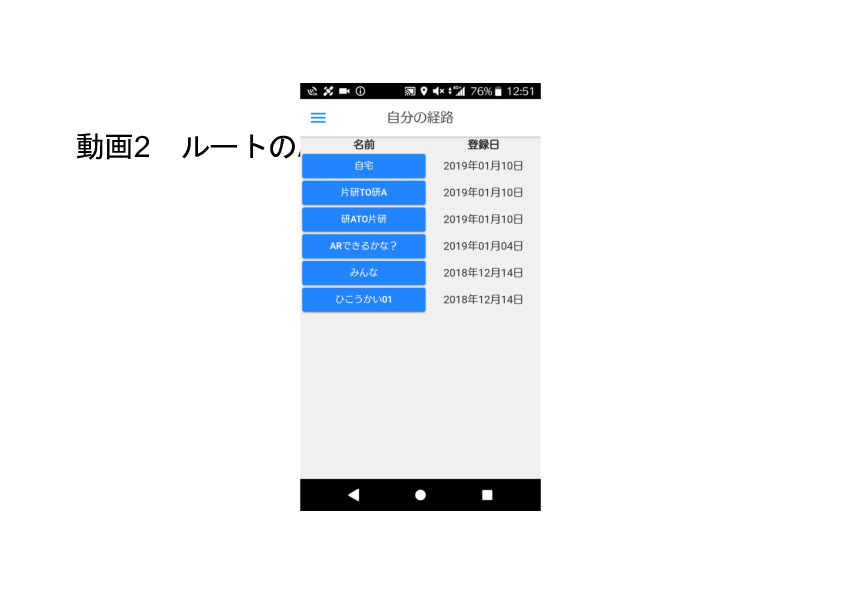 76% 12:51
自分の経路
動画2 ルートの
名前 登録日
自宅 2019年01月10日
片研TO研A 2019年01月10日
研ATO片研 2019年01月10日
ARできるかな？ 2019年01月04日
みんな 2018年12月14日
ひこうかい01 2018年12月14日